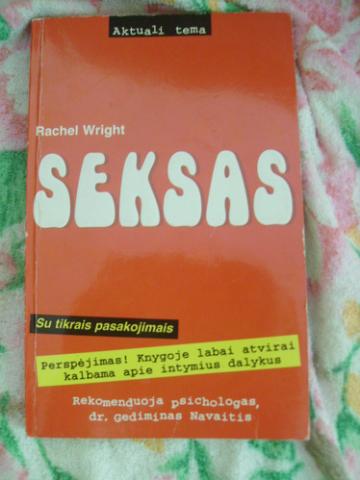 Aktuali tema
Rachel Wright
SEKSAS
Su tikrais pasakojimais
Perspėjimas! Knygoje labai atvirai
kalbama apie intymius dalykus
Rekomenduoja psichologas,
dr. Gediminas Navaitis